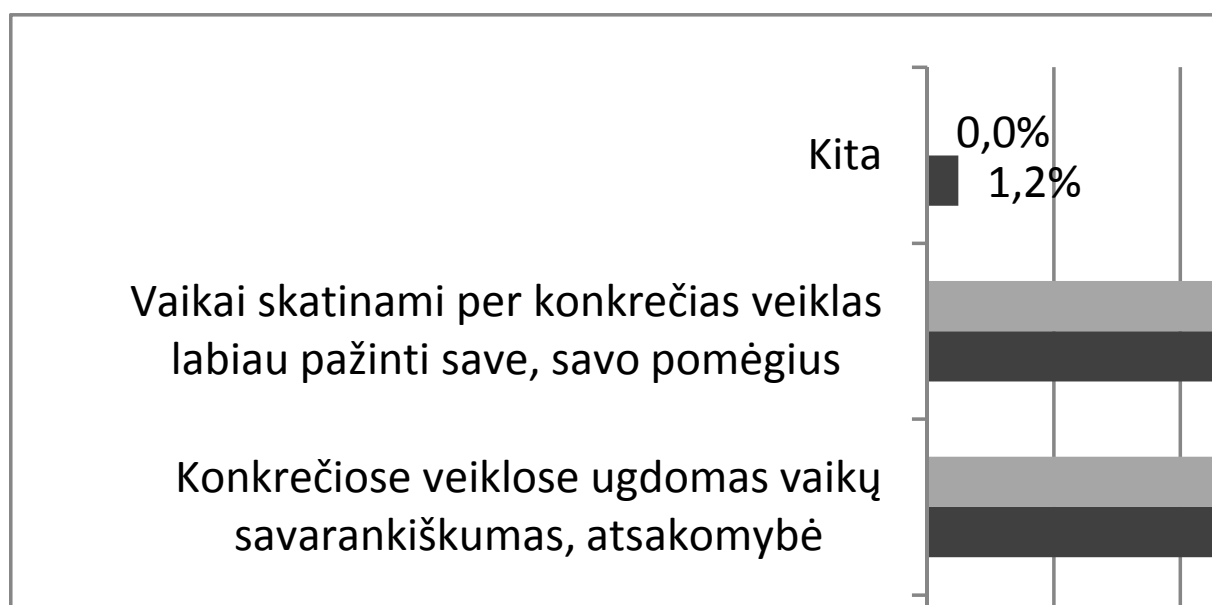 Kita
0,0%
1,2%
Vaikai skatinami per konkrečias veiklas
labiau pažinti save, savo pomėgius
Konkrečiose veiklose ugdomas vaikų
savarankiškumas, atsakomybė